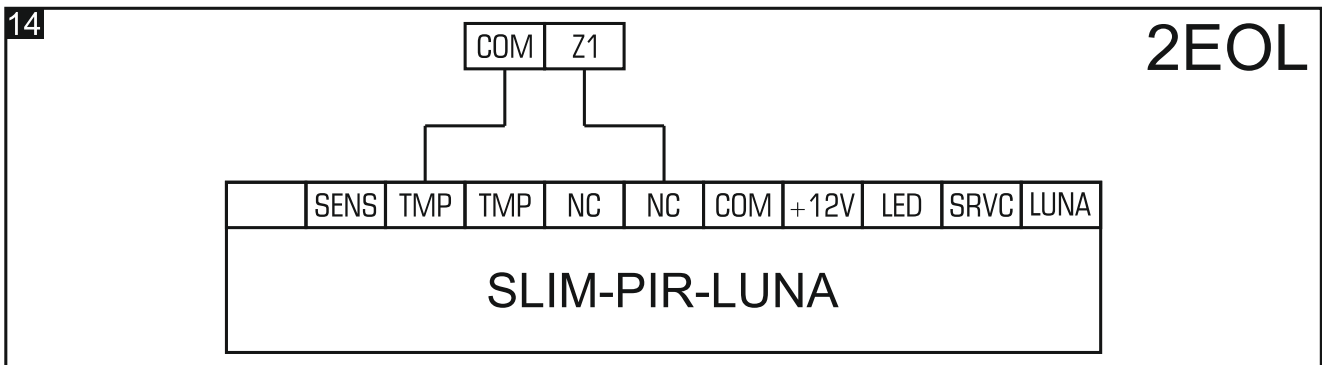 14
2EOL
COM Z1
SENS TMP TMP NC NC COM +12V LED SRVC LUNA
SLIM-PIR-LUNA